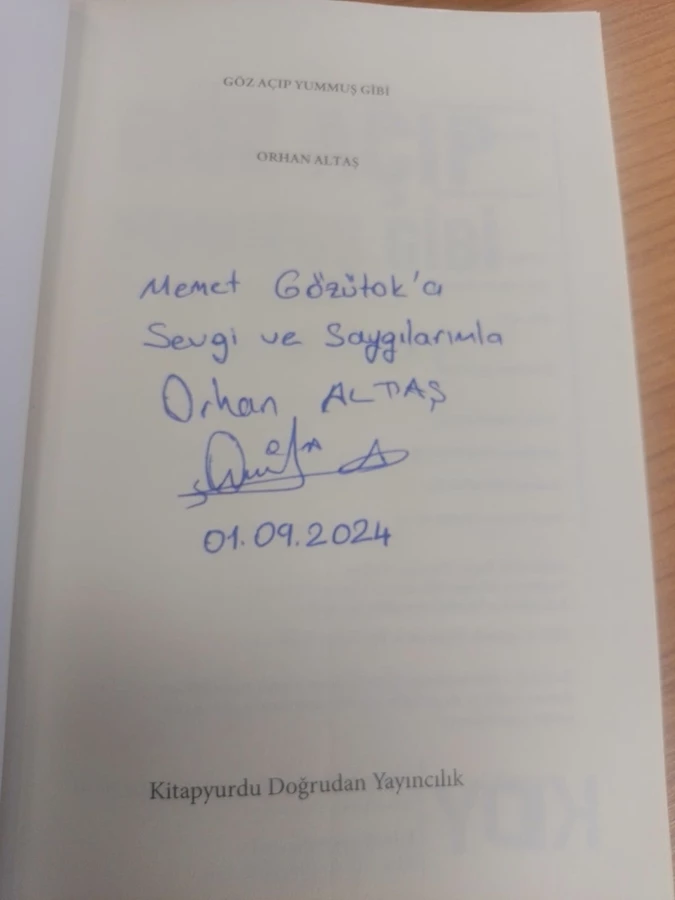 GÖZ AÇIP YUMMUŞ GİBİ
ORHAN ALTAŞ
Memet Gözütok'a
Sevgi ve Saygılarımla
Orhan ALTAŞ
01.09.2024
Kitapyurdu Doğrudan Yayıncılık